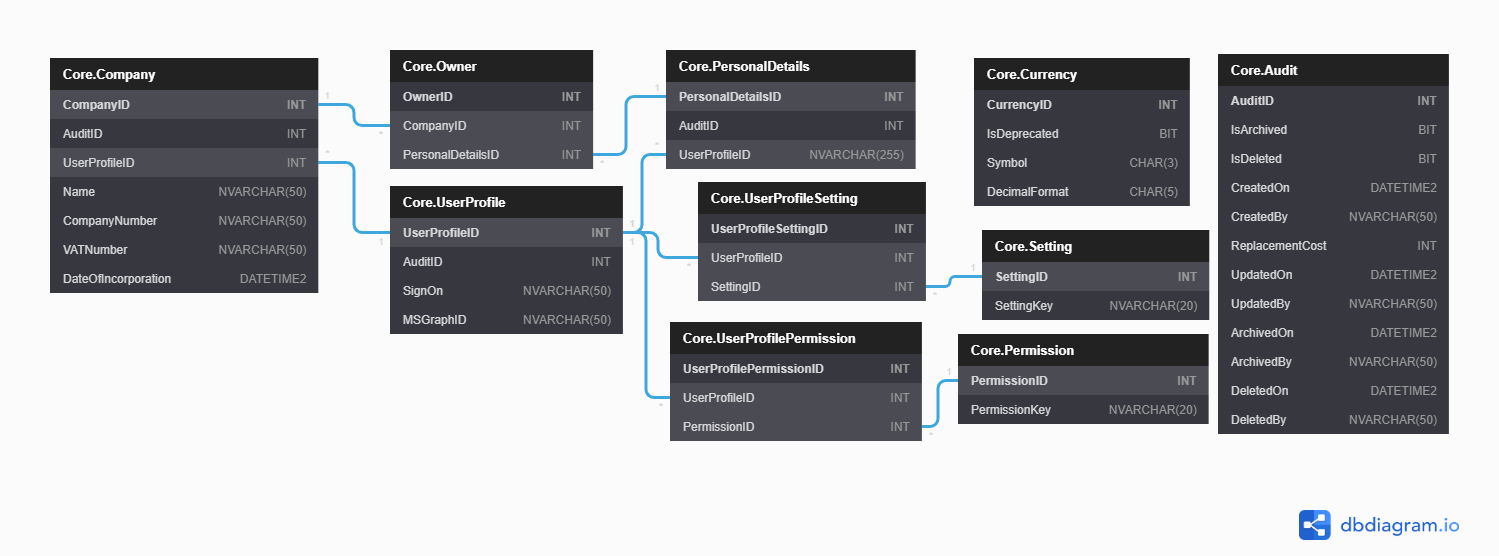 Core.Company
CompanyID INT
AuditID INT
UserProfileID INT
Name NVARCHAR(50)
CompanyNumber NVARCHAR(50)
VATNumber NVARCHAR(50)
DateOfIncorporation DATETIME2
1
*
Core.Owner
OwnerID INT
CompanyID INT
PersonalDetailsID INT
*
*
Core.UserProfile
UserProfileID INT
AuditID INT
SignOn NVARCHAR(50)
MSGraphID NVARCHAR(50)
1
1
1
Core.PersonalDetails
PersonalDetailsID INT
AuditID INT
UserProfileID NVARCHAR(255)
1
*
Core.UserProfileSetting
UserProfileSettingID INT
UserProfileID INT
SettingID INT
*
*
Core.UserProfilePermission
UserProfilePermissionID INT
UserProfileID INT
PermissionID INT
*
*
Core.Currency
CurrencyID INT
IsDeprecated BIT
Symbol CHAR(3)
DecimalFormat CHAR(5)
Core.Setting
SettingID INT
SettingKey NVARCHAR(20)
1
Core.Permission
PermissionID INT
PermissionKey NVARCHAR(20)
1
Core.Audit
AuditID INT
IsArchived BIT
IsDeleted BIT
CreatedOn DATETIME2
CreatedBy NVARCHAR(50)
ReplacementCost INT
UpdatedOn DATETIME2
UpdatedBy NVARCHAR(50)
ArchivedOn DATETIME2
ArchivedBy NVARCHAR(50)
DeletedOn DATETIME2
DeletedBy NVARCHAR(50)
dbdiagram.io